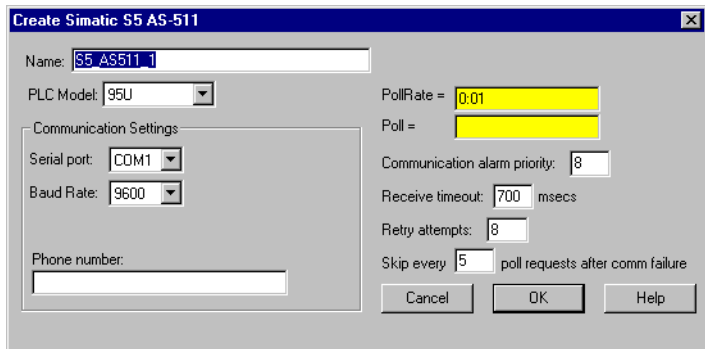 Create Simatic S5 AS-511
Name: S5_AS511_1
PLC Model: 95U
Communication Settings
Serial port: COM1
Baud Rate: 9600
Phone number:
PollRate = 0:01
Poll =
Communication alarm priority: 8
Receive timeout: 700 msecs
Retry attempts: 8
Skip every 5 poll requests after comm failure
Cancel OK Help